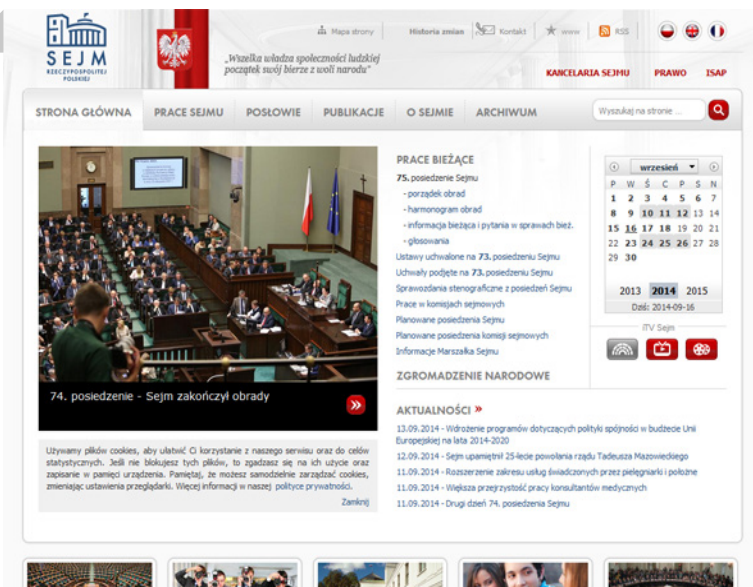 SEJM
RZECZYPOSPOLITEJ
POLSKIEJ
Mapa strony
Historia zmian
Kontakt
www
RSS
„Wszelka władza społeczności ludzkiej
początek swój bierze z woli narodu"
KANCELARIA SEJMU PRAWO ISAP
STRONA GŁÓWNA PRACE SEJMU POSŁOWIE PUBLIKACJE O SEJMIE ARCHIWUM
Wyszukaj na stronie ...
74. posiedzenie - Sejm zakończył obrady
Używamy plików cookies, aby ułatwić Ci korzystanie z naszego serwisu oraz do celów
statystycznych. Jeśli nie blokujesz tych plików, to zgadzasz się na ich użycie oraz
zapisanie w pamięci urządzenia. Pamiętaj, że możesz samodzielnie zarządzać cookies,
zmieniając ustawienia przeglądarki. Więcej informacji w naszej polityce prywatności.
Zamknij
PRACE BIEŻĄCE
75. posiedzenie Sejmu
- porządek obrad
- harmonogram obrad
- informacja bieżąca i pytania w sprawach bież.
- głosowania
Ustawy uchwalone na 73. posiedzeniu Sejmu
Uchwały podjęte na 73. posiedzeniu Sejmu
Sprawozdania stenograficzne z posiedzeń Sejmu
Prace w komisjach sejmowych
Planowane posiedzenia Sejmu
Planowane posiedzenia komisji sejmowych
Informacje Marszałka Sejmu
ZGROMADZENIE NARODOWE
wrzesień
P W Ś C P S N
1 2 3 4 5 6 7
8 9 10 11 12 13 14
15 16 17 18 19 20 21
22 23 24 25 26 27 28
29 30
2013 2014 2015
Dziś: 2014-09-16
iTV Sejm
AKTUALNOŚCI »
13.09.2014 - Wdrożenie programów dotyczących polityki spójności w budżecie Unii
Europejskiej na lata 2014-2020
12.09.2014 - Sejm upamiętnił 25-lecie powołania rządu Tadeusza Mazowieckiego
11.09.2014 - Rozszerzenie zakresu usług świadczonych przez pielęgniarki i położne
11.09.2014 - Większa przejrzystość pracy konsultantów medycznych
11.09.2014 - Drugi dzień 74. posiedzenia Sejmu